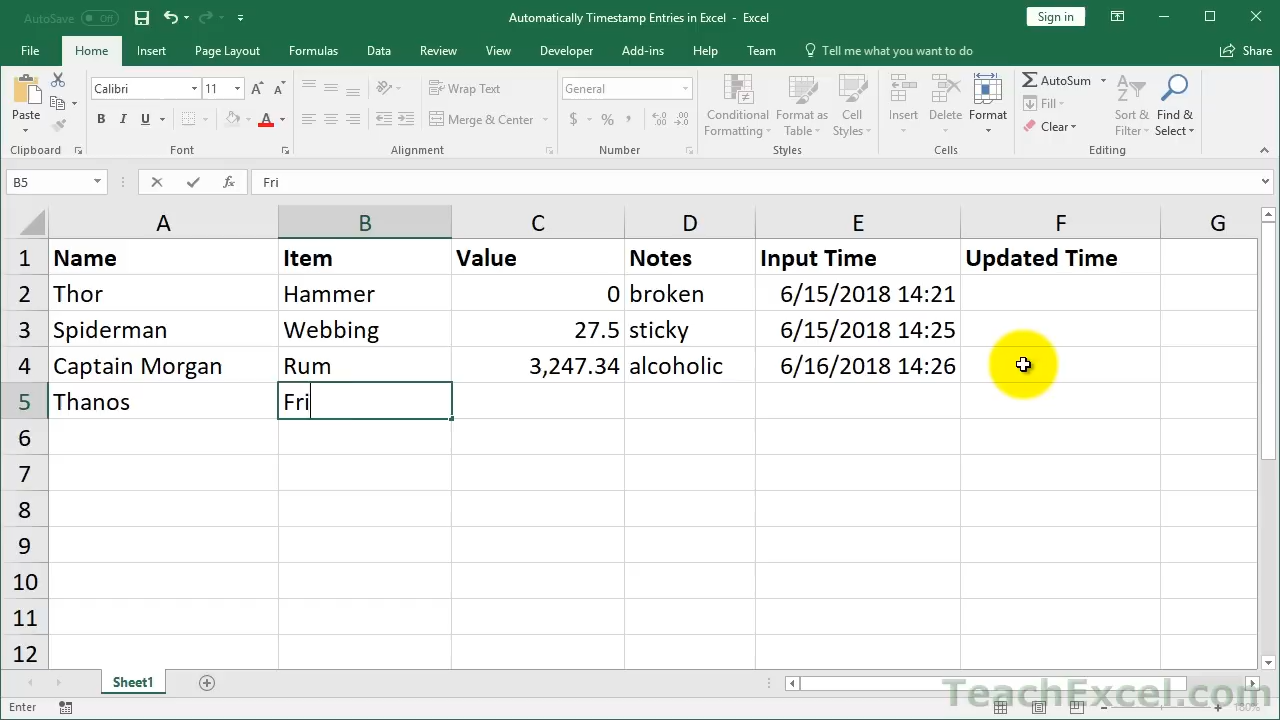 AutoSave Off Automatically Timestamp Entries in Excel - Excel Sign in
File Home Insert Page Layout Formulas Data Review View Developer Add-ins Help Team Tell me what you want to do Share
Calibri 11 Wrap Text General AutoSum
Fill
Paste B I U Merge & Center $ % Conditional Formatting Format as Table Cell Styles Insert Delete Format Clear Sort & Filter Find & Select
Clipboard Font Alignment Number Styles Cells Editing
B5 fx Fri
A B C D E F G
1 Name Item Value Notes Input Time Updated Time
2 Thor Hammer 0 broken 6/15/2018 14:21
3 Spiderman Webbing 27.5 sticky 6/15/2018 14:25
4 Captain Morgan Rum 3,247.34 alcoholic 6/16/2018 14:26
5 Thanos Fri
6
7
8
9
10
11
12
Sheet1
TeachExcel.com
Enter 100%